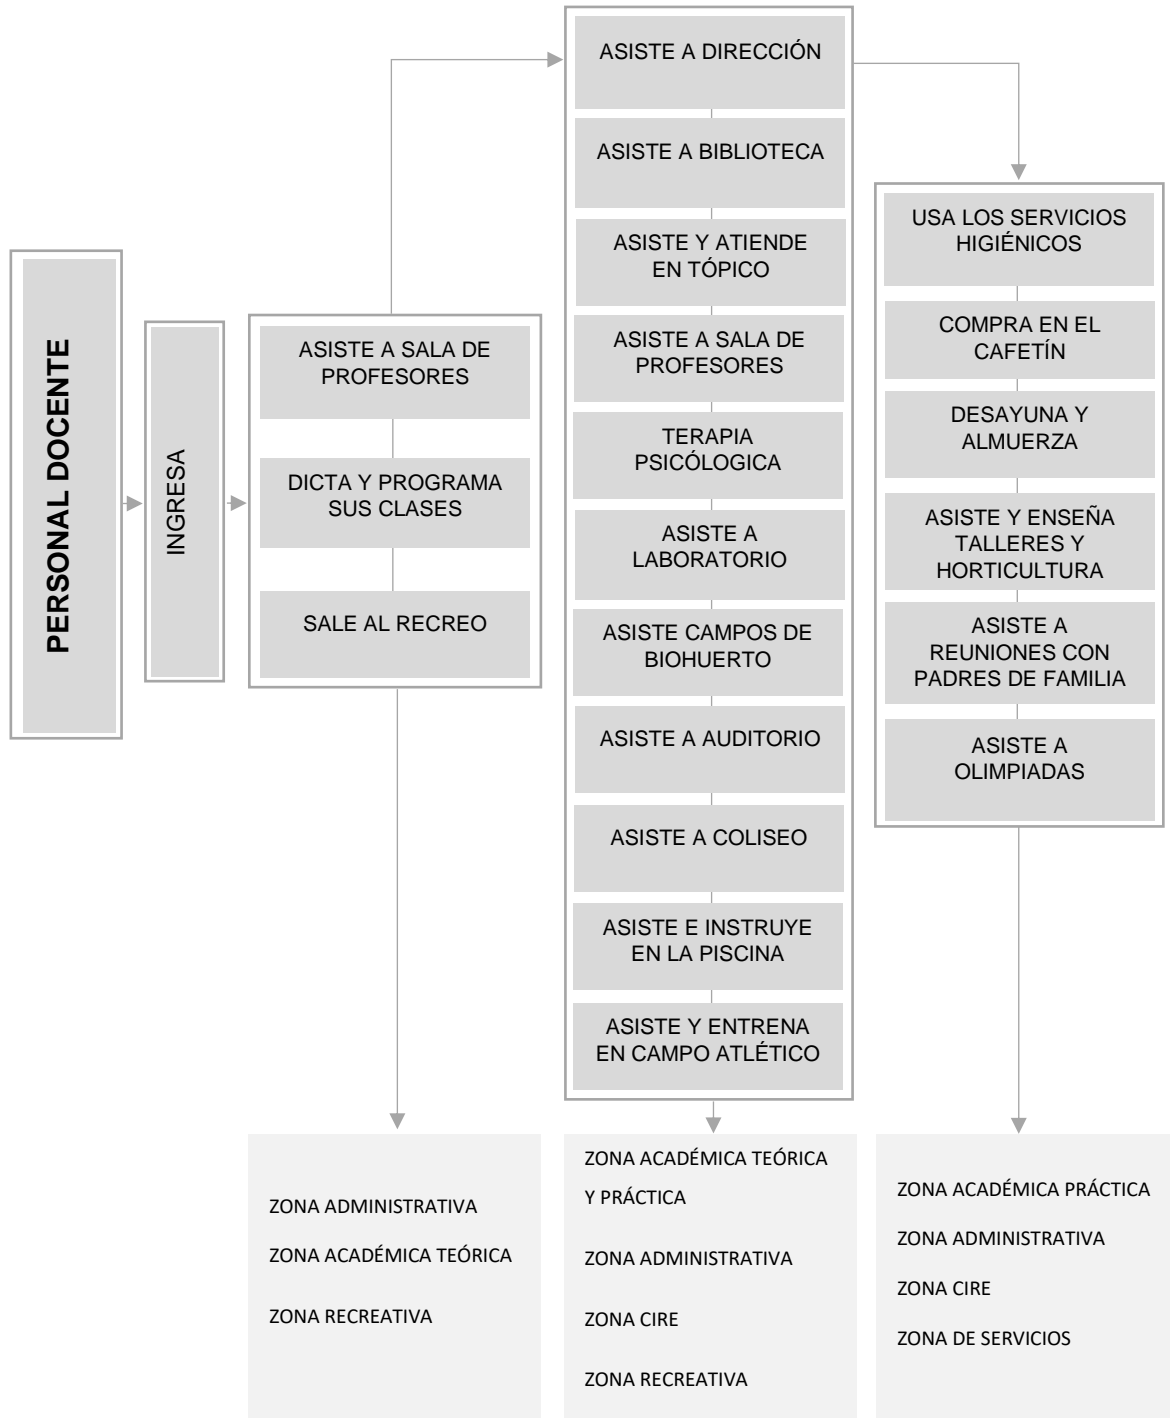 PERSONAL DOCENTE
INGRESA
ASISTE A SALA DE
PROFESORES
DICTA Y PROGRAMA
SUS CLASES
SALE AL RECREO
ASISTE A DIRECCIÓN
ASISTE A BIBLIOTECA
ASISTE Y ATIENDE
EN TÓPICO
ASISTE A SALA DE
PROFESORES
TERAPIA
PSICÓLOGICA
ASISTE A
LABORATORIO
ASISTE CAMPOS DE
BIOHUERTO
ASISTE A AUDITORIO
ASISTE A COLISEO
ASISTE E INSTRUYE
EN LA PISCINA
ASISTE Y ENTRENA
EN CAMPO ATLÉTICO
USA LOS SERVICIOS
HIGIÉNICOS
COMPRA EN EL
CAFETÍN
DESAYUNA Y
ALMUERZA
ASISTE Y ENSEÑA
TALLERES Y
HORTICULTURA
ASISTE A
REUNIONES CON
PADRES DE FAMILIA
ASISTE A
OLIMPIADAS
ZONA ADMINISTRATIVA
ZONA ACADÉMICA TEÓRICA
ZONA RECREATIVA
ZONA ACADÉMICA TEÓRICA
Y PRÁCTICA
ZONA ADMINISTRATIVA
ZONA CIRE
ZONA RECREATIVA
ZONA ACADÉMICA PRÁCTICA
ZONA ADMINISTRATIVA
ZONA CIRE
ZONA DE SERVICIOS